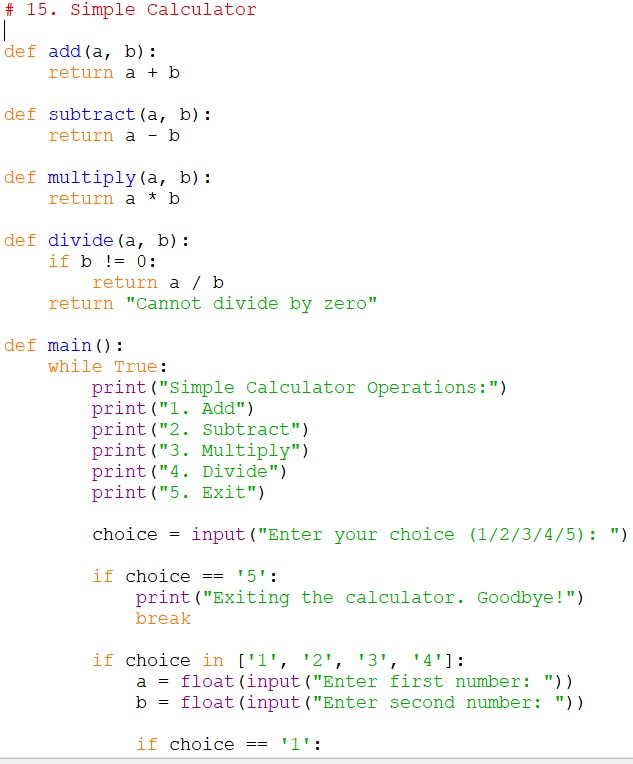 # 15. Simple Calculator

def add(a, b):
    return a + b

def subtract(a, b):
    return a - b

def multiply(a, b):
    return a * b

def divide(a, b):
    if b != 0:
        return a / b
    return "Cannot divide by zero"

def main():
    while True:
        print("Simple Calculator Operations:")
        print("1. Add")
        print("2. Subtract")
        print("3. Multiply")
        print("4. Divide")
        print("5. Exit")

        choice = input("Enter your choice (1/2/3/4/5): ")

        if choice == '5':
            print("Exiting the calculator. Goodbye!")
            break

        if choice in ['1', '2', '3', '4']:
            a = float(input("Enter first number: "))
            b = float(input("Enter second number: "))

            if choice == '1':